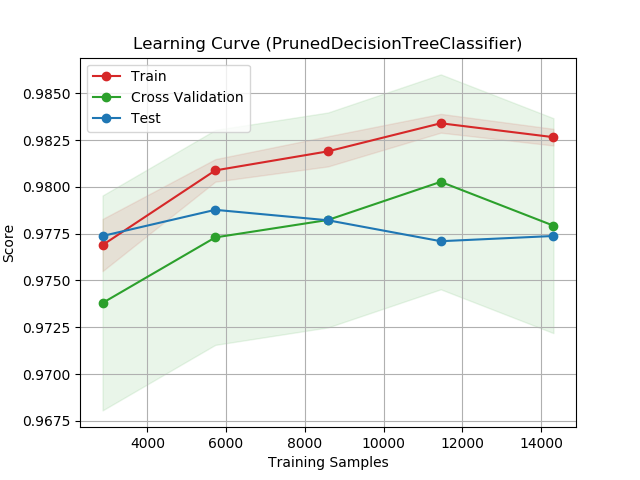 Learning Curve (PrunedDecisionTreeClassifier)
Train
Cross Validation
Test
0.9850
0.9825
0.9800
0.9775
0.9750
0.9725
0.9700
0.9675
Score
4000 6000 8000 10000 12000 14000
Training Samples